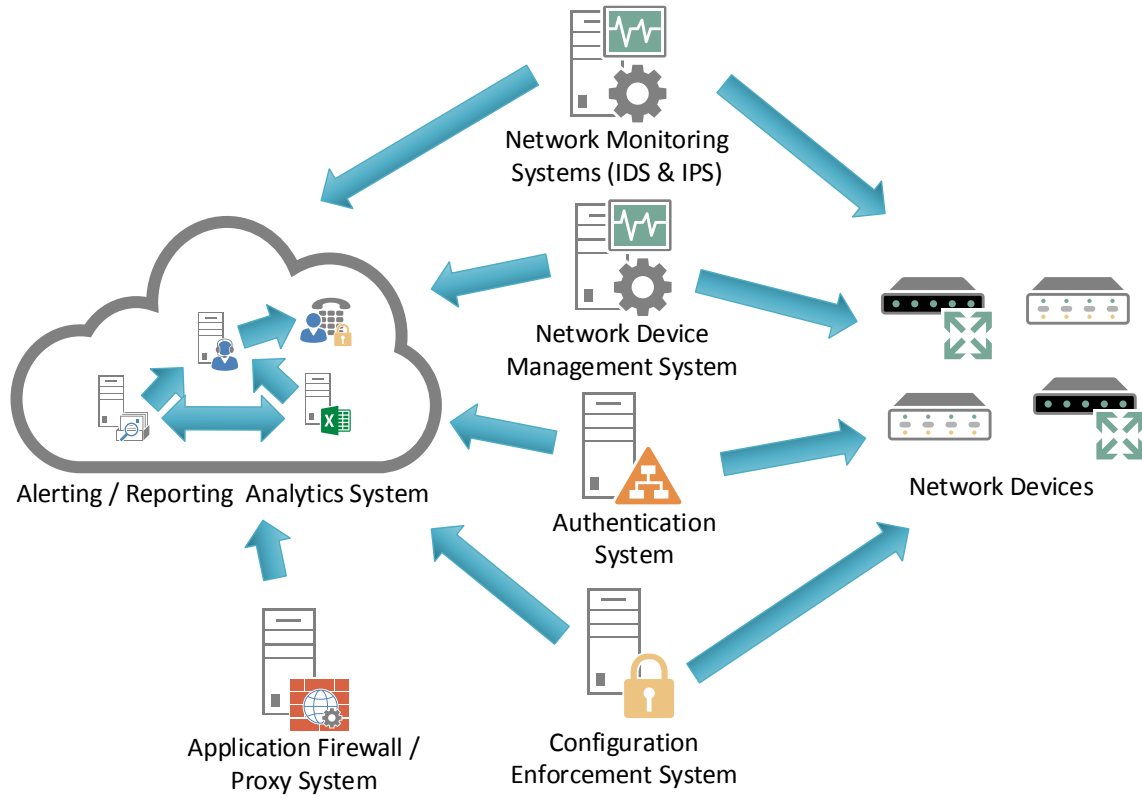 Network Monitoring
Systems (IDS & IPS)
Network Device
Management System
Alerting / Reporting  Analytics System
Network Devices
Authentication
System
Application Firewall /
Proxy System
Configuration
Enforcement System
X